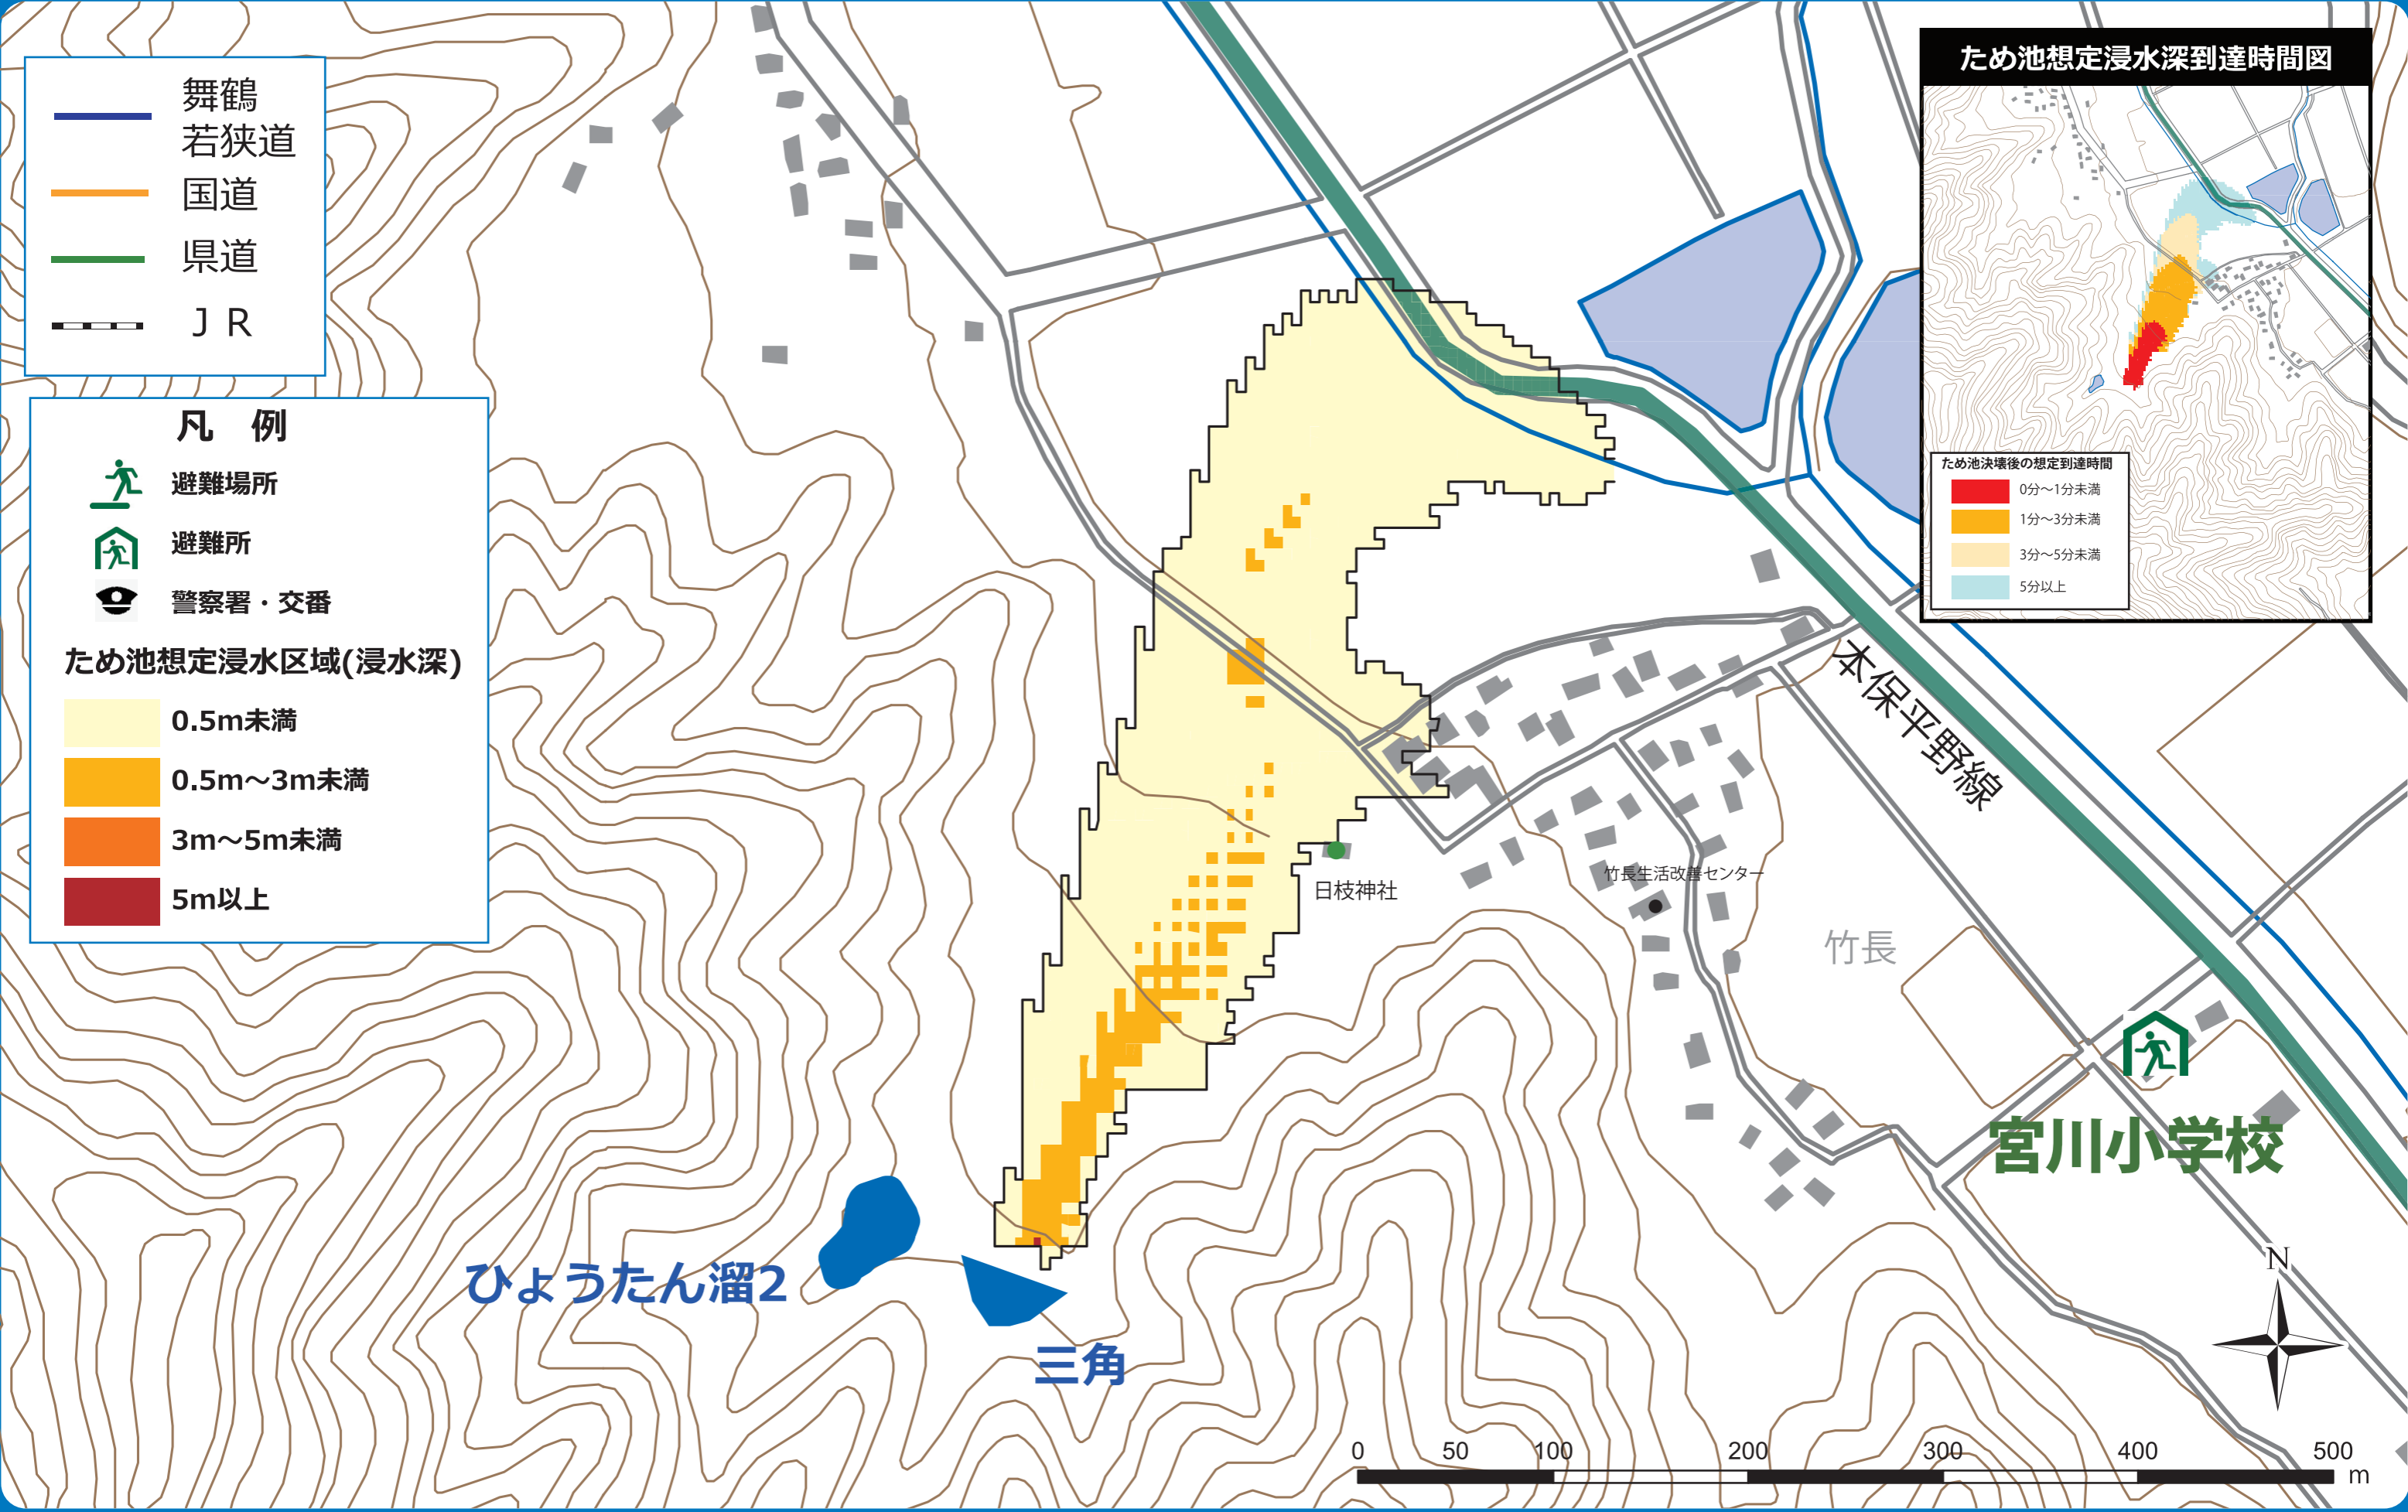 舞鶴
若狭道
国道
県道
ＪＲ
凡　例
避難場所
避難所
警察署・交番
ため池想定浸水区域(浸水深)
0.5m未満
0.5m～3m未満
3m～5m未満
5m以上
ため池想定浸水深到達時間図
ため池決壊後の想定到達時間
0分～1分未満
1分～3分未満
3分～5分未満
5分以上
本保平野線
日枝神社
竹長生活改善センター
竹長
宮川小学校
ひょうたん溜2
三角
N
0 50 100 200 300 400 500
m